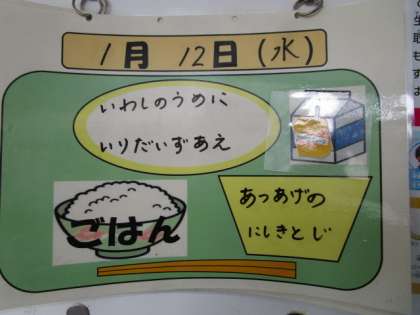 1月 12日(水)
いわしのうめに
いりだいずあえ
ごはん
あつあげの
にしきとじ